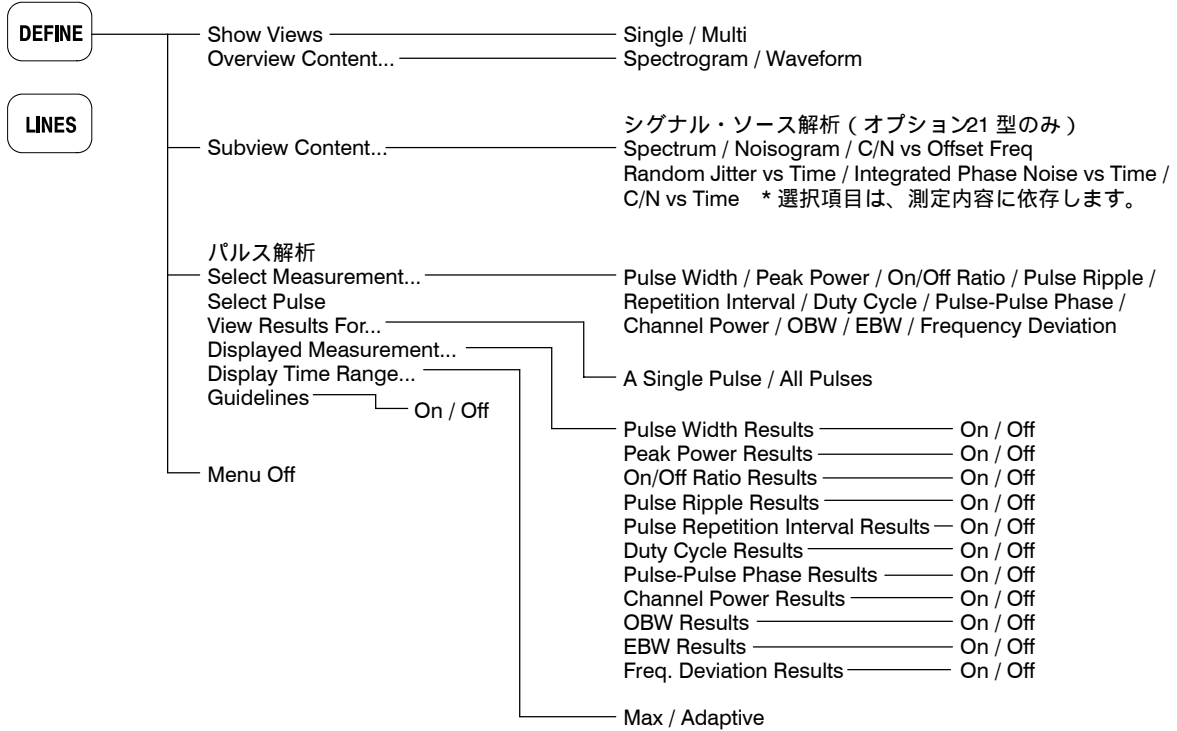 DEFINE
Show Views
Single / Multi
Overview Content...
Spectrogram / Waveform
LINES
シグナル・ソース解析（オプション21 型のみ）
Subview Content...
Spectrum / Noisogram / C/N vs Offset Freq
Random Jitter vs Time / Integrated Phase Noise vs Time /
C/N vs Time * 選択項目は、測定内容に依存します。
パルス解析
Select Measurement...
Pulse Width / Peak Power / On/Off Ratio / Pulse Ripple /
Select Pulse
Repetition Interval / Duty Cycle / Pulse-Pulse Phase /
View Results For...
Channel Power / OBW / EBW / Frequency Deviation
Displayed Measurement...
Display Time Range...
A Single Pulse / All Pulses
Guidelines
On / Off
Pulse Width Results On / Off
Peak Power Results On / Off
Menu Off
On/Off Ratio Results On / Off
Pulse Ripple Results On / Off
Pulse Repetition Interval Results On / Off
Duty Cycle Results On / Off
Pulse-Pulse Phase Results On / Off
Channel Power Results On / Off
OBW Results On / Off
EBW Results On / Off
Freq. Deviation Results On / Off
Max / Adaptive